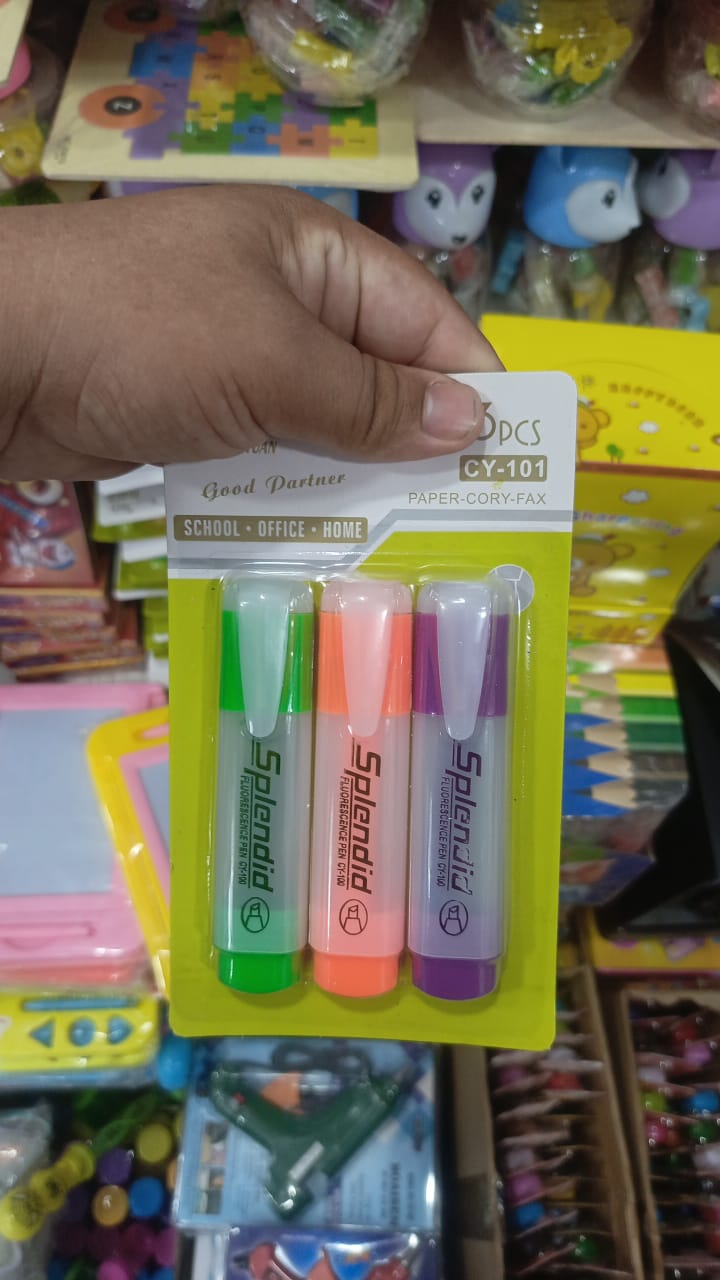 2
3PCS
CY-101
Good Partner
PAPER-CORY-FAX
SCHOOL • OFFICE • HOME
Splendid
FLUORESCENCE PEN CY-100
Splendid
FLUORESCENCE PEN CY-100
Splendid
FLUORESCENCE PEN CY-100